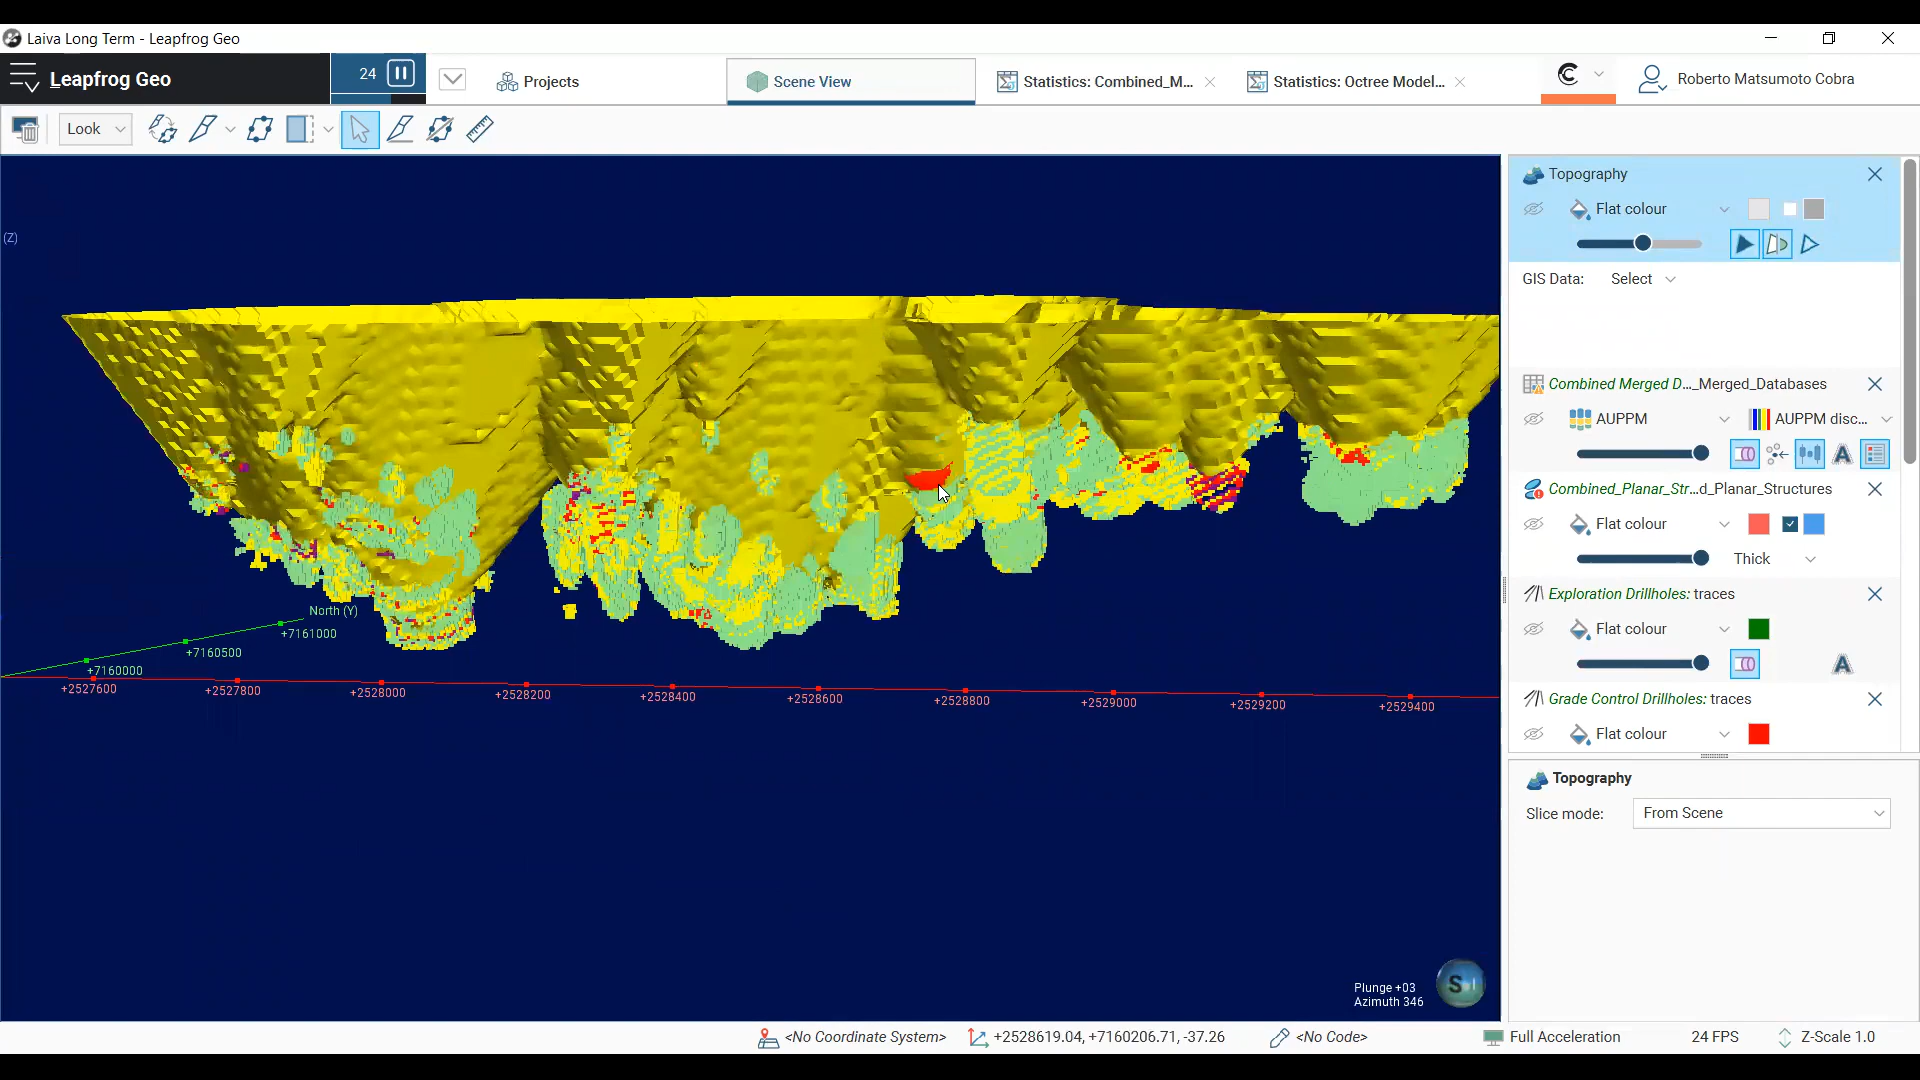 Laiva Long Term - Leapfrog Geo
Leapfrog Geo
24
Projects
Scene View
Statistics: Combined_M...
Statistics: Octree Model...
Roberto Matsumoto Cobra
Look
(Z)
North (Y)
+7161000
+7160500
+7160000
+2527600
+2527800
+2528000
+2528200
+2528400
+2528600
+2528800
+2529000
+2529200
+2529400
Plunge +03
Azimuth 346
Topography
Flat colour
GIS Data: Select
Combined Merged D..._Merged_Databases
AUPPM
AUPPM disc...
Combined_Planar_Str...d_Planar_Structures
Flat colour
Thick
Exploration Drillholes: traces
Flat colour
Grade Control Drillholes: traces
Flat colour
Topography
Slice mode: From Scene
<No Coordinate System>
+2528619.04, +7160206.71, -37.26
<No Code>
Full Acceleration
24 FPS
Z-Scale 1.0